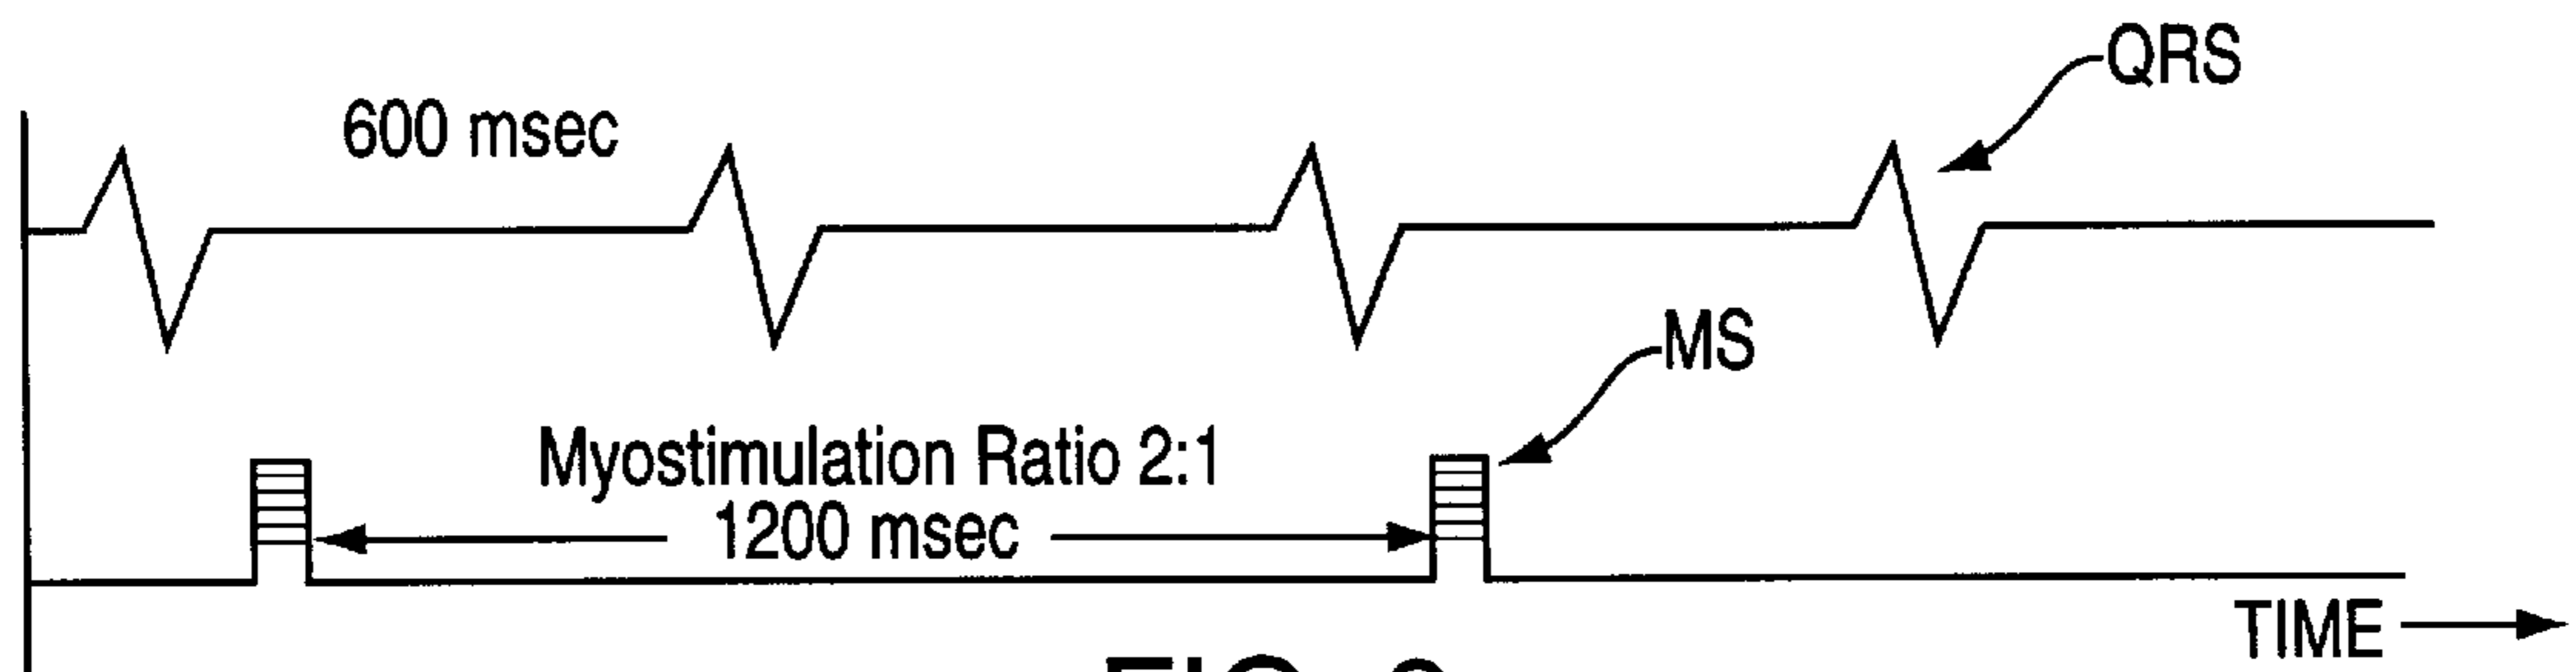 QRS
600 msec
MS
Myostimulation Ratio 2:1
1200 msec
TIME